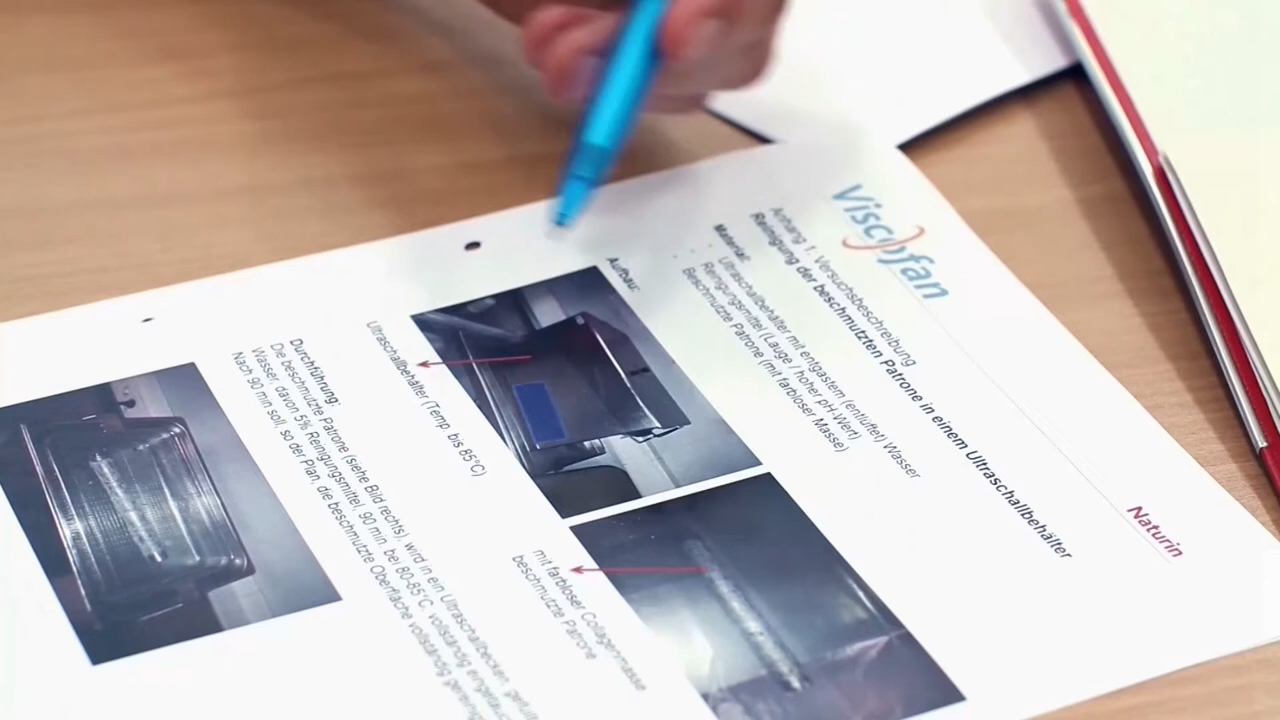 Viscofan
Naturin
Anhang 1: Versuchsbeschreibung
Reinigung der beschmutzten Patrone in einem Ultraschallbehälter
Material:
Ultraschallbehälter mit entgastem (entlüftet) Wasser
Reinigungsmittel (Lauge / hoher pH-Wert)
Beschmutzte Patrone (mit farbloser Masse)
Aufbau:
Ultraschallbehälter (Temp. bis 85°C)
mit farbloser Collagenmasse
beschmutzte Patrone
Durchführung:
Die beschmutzte Patrone (siehe Bild rechts), wird in ein Ultraschallbecken,
Wasser, davon 5% Reinigungsmittel, 90 min. bei 80-85°C, vollständig
Nach 90 min soll, so der Plan, die beschmutzte Oberfläche vollständig